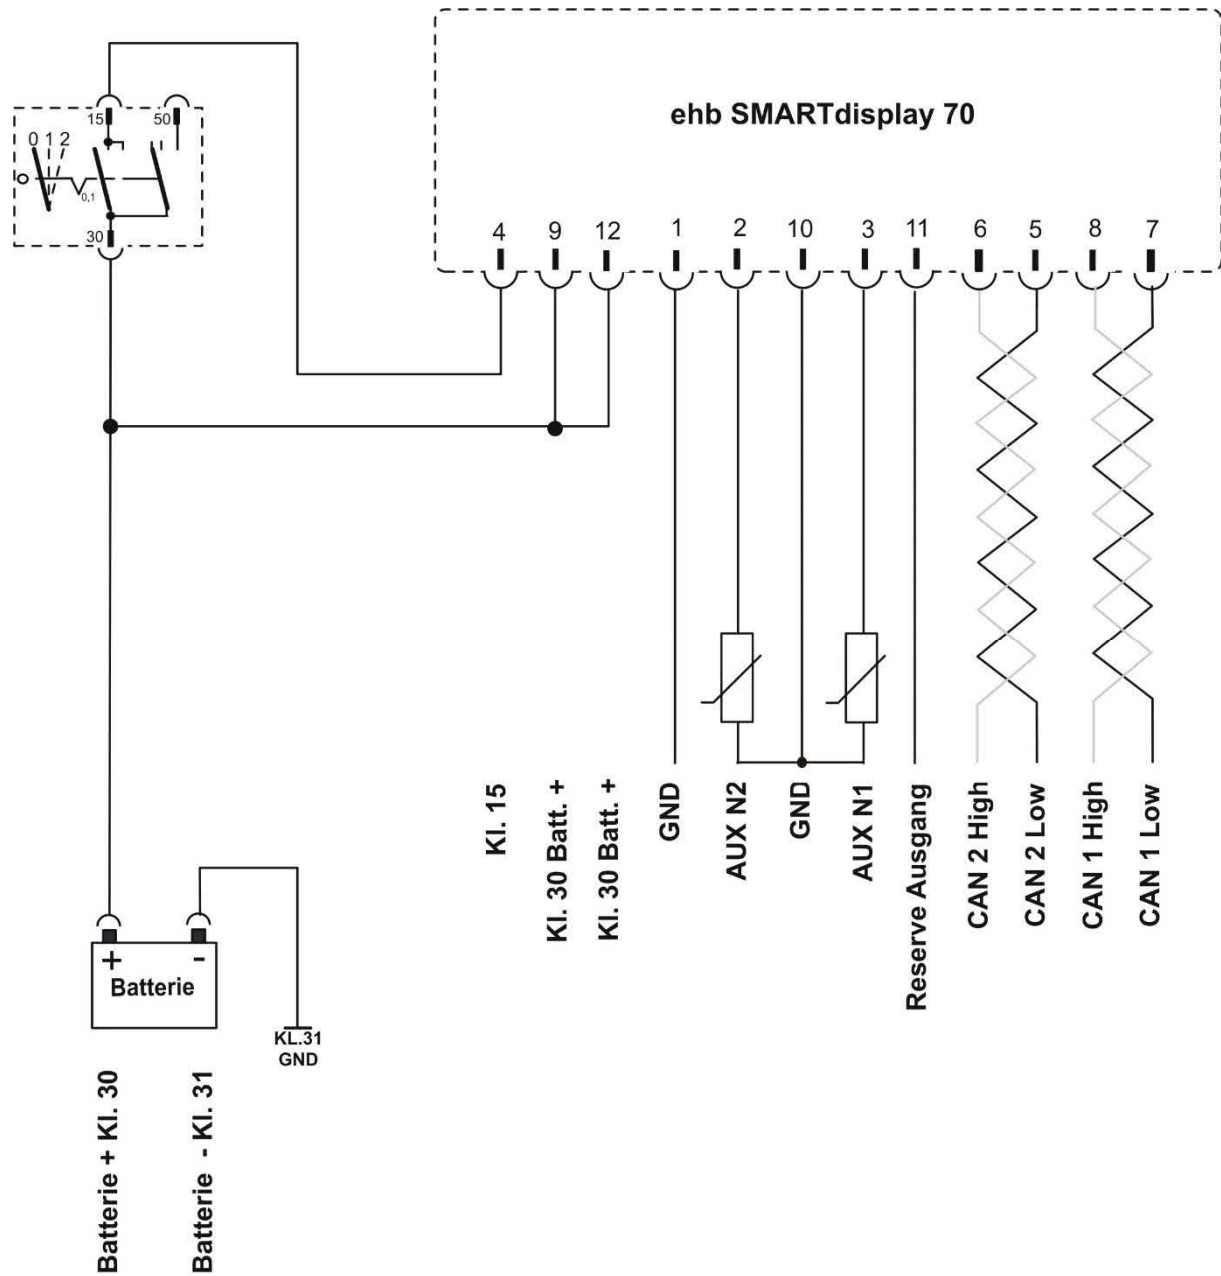 ehb SMARTdisplay 70
15
50
0 1 2
0,1
30
4 9 12 1 2 10 3 11 6 5 8 7
Kl. 15
Kl. 30 Batt. +
Kl. 30 Batt. +
GND
AUX N2
GND
AUX N1
Reserve Ausgang
CAN 2 High
CAN 2 Low
CAN 1 High
CAN 1 Low
+ -
Batterie
KL.31
GND
Batterie + Kl. 30
Batterie - Kl. 31